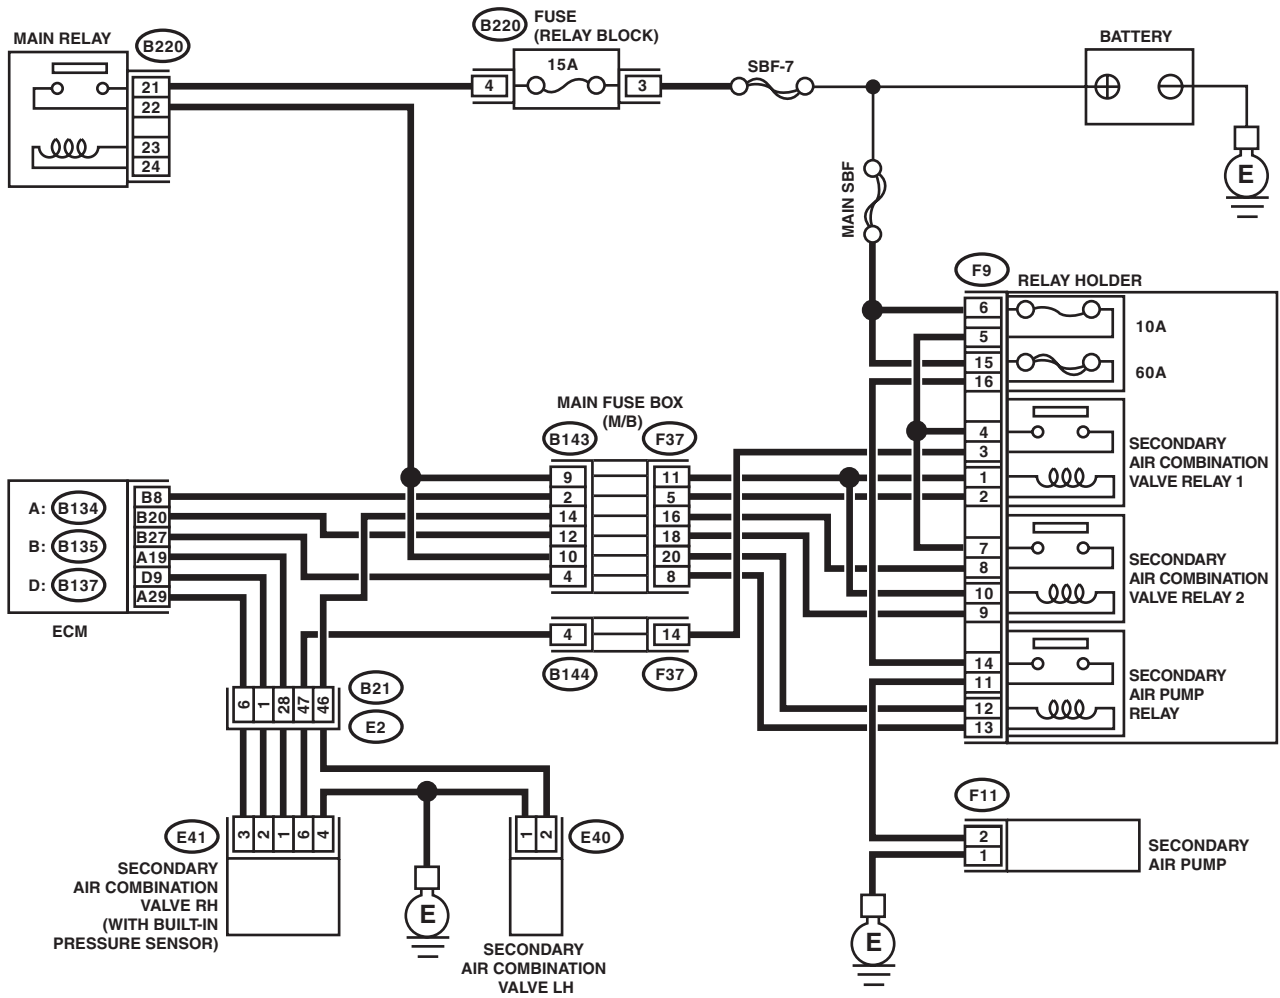 MAIN RELAY
B220
21
22
23
24
B220
FUSE
(RELAY BLOCK)
15A
4
3
SBF-7
BATTERY
E
MAIN SBF
F9
RELAY HOLDER
6
5
15
16
4
3
1
2
7
8
10
9
14
11
12
13
10A
60A
SECONDARY
AIR COMBINATION
VALVE RELAY 1
SECONDARY
AIR COMBINATION
VALVE RELAY 2
SECONDARY
AIR PUMP
RELAY
MAIN FUSE BOX
(M/B)
B143
F37
9
2
14
12
10
4
11
5
16
18
20
8
4
14
B144
F37
A: B134
B: B135
D: B137
B8
B20
B27
A19
D9
A29
ECM
6 1 28 47 46
B21
E2
E41
3 2 1 6 4
SECONDARY
AIR COMBINATION
VALVE RH
(WITH BUILT-IN
PRESSURE SENSOR)
E
1 2
E40
SECONDARY
AIR COMBINATION
VALVE LH
F11
2
1
SECONDARY
AIR PUMP
E